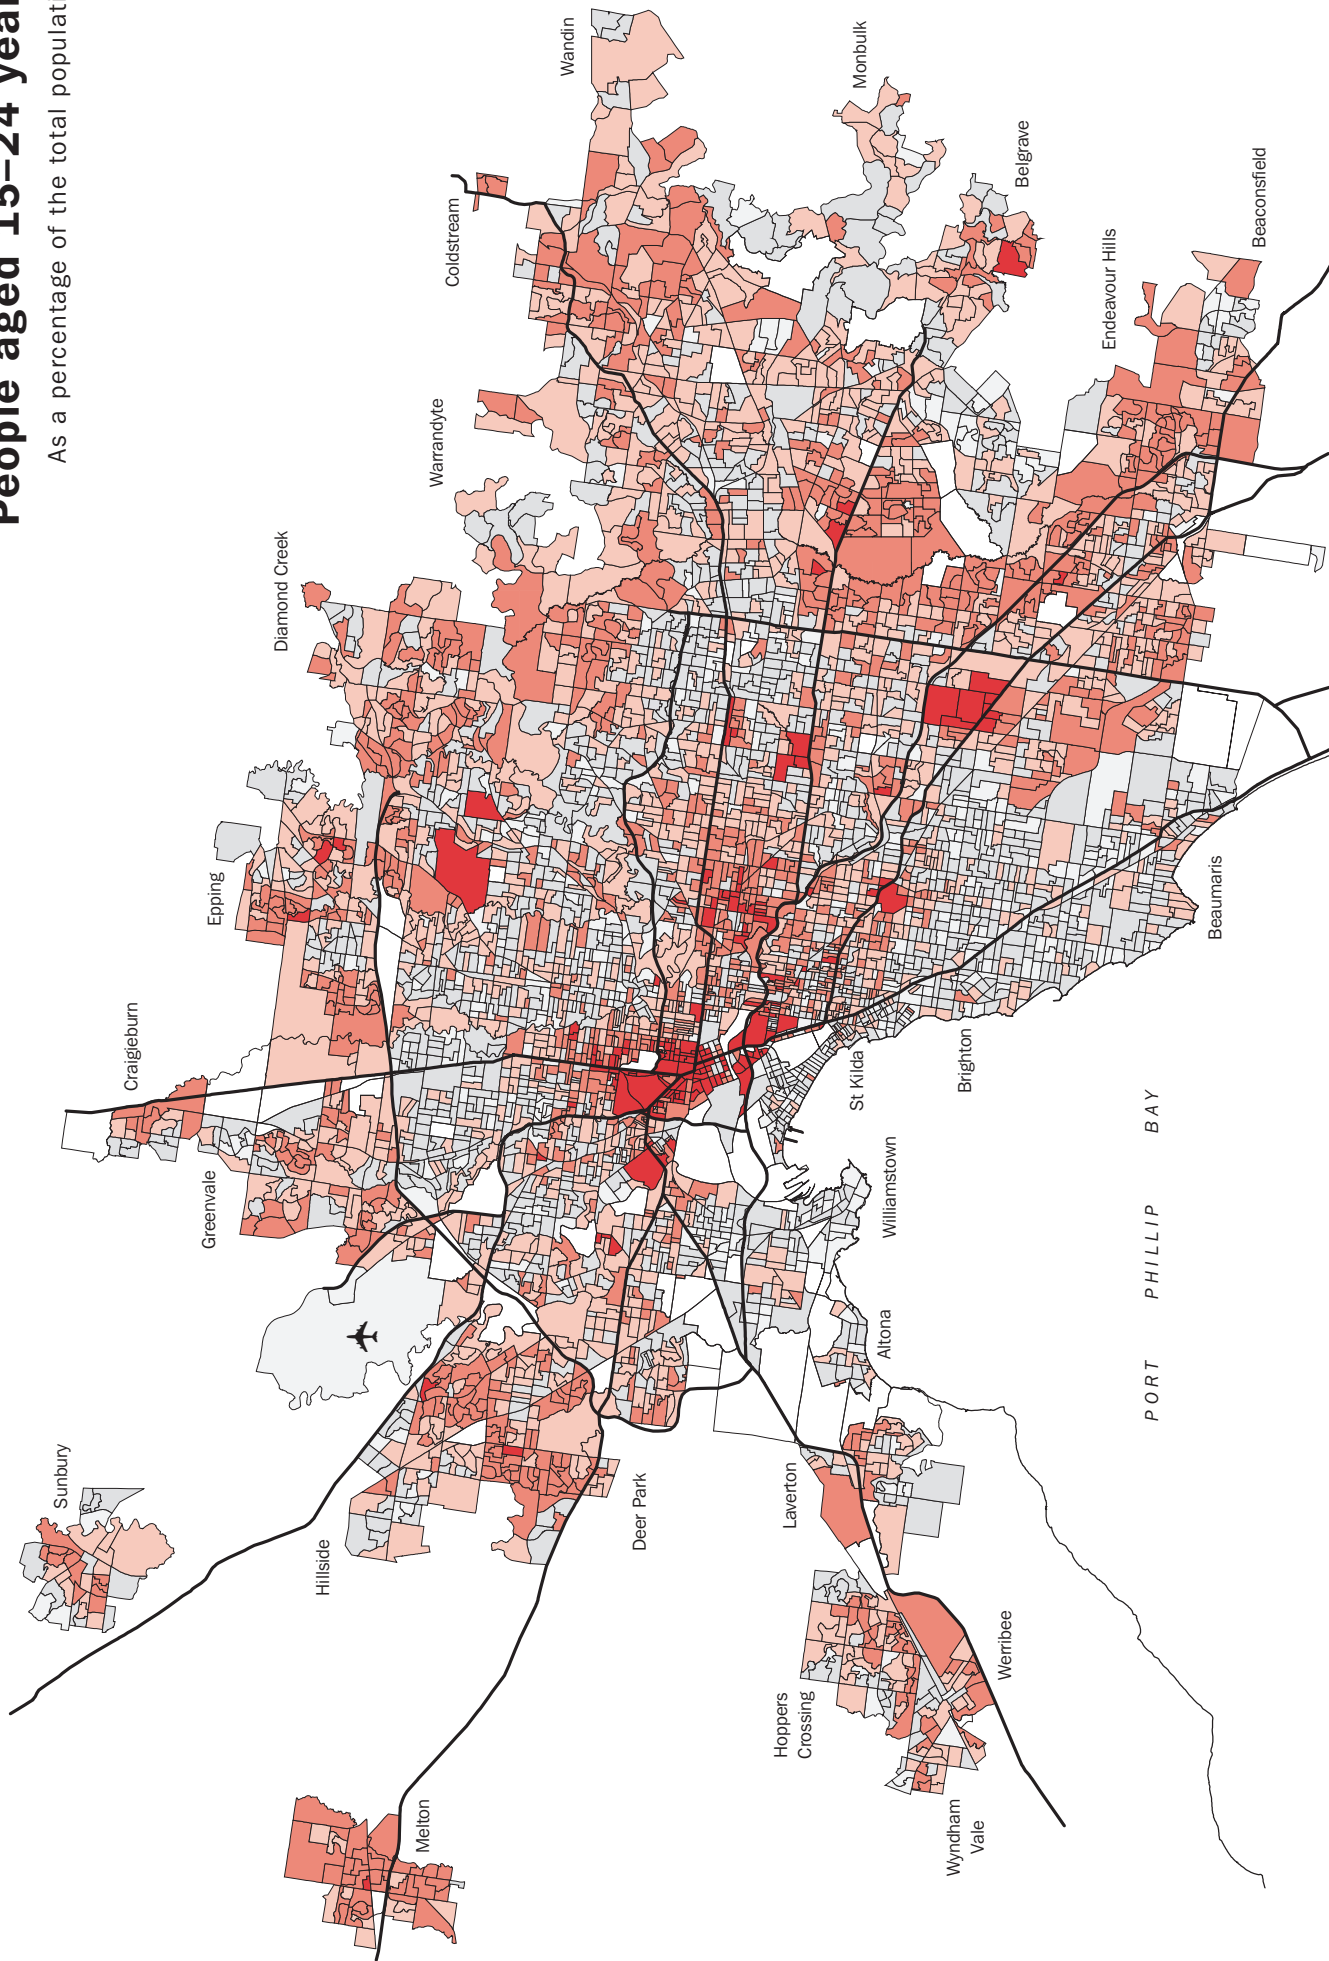 People aged 15–24 year
As a percentage of the total populati
Melton
Sunbury
Hillside
Deer Park
Wyndham
Vale
Hoppers
Crossing
Werribee
Laverton
Altona
Williamstown
Greenvale
Craigieburn
Epping
Diamond Creek
Warrandyte
Coldstream
Wandin
Monbulk
Belgrave
Endeavour Hills
Beaconsfield
St Kilda
Brighton
Beaumaris
PORT PHILLIP BAY